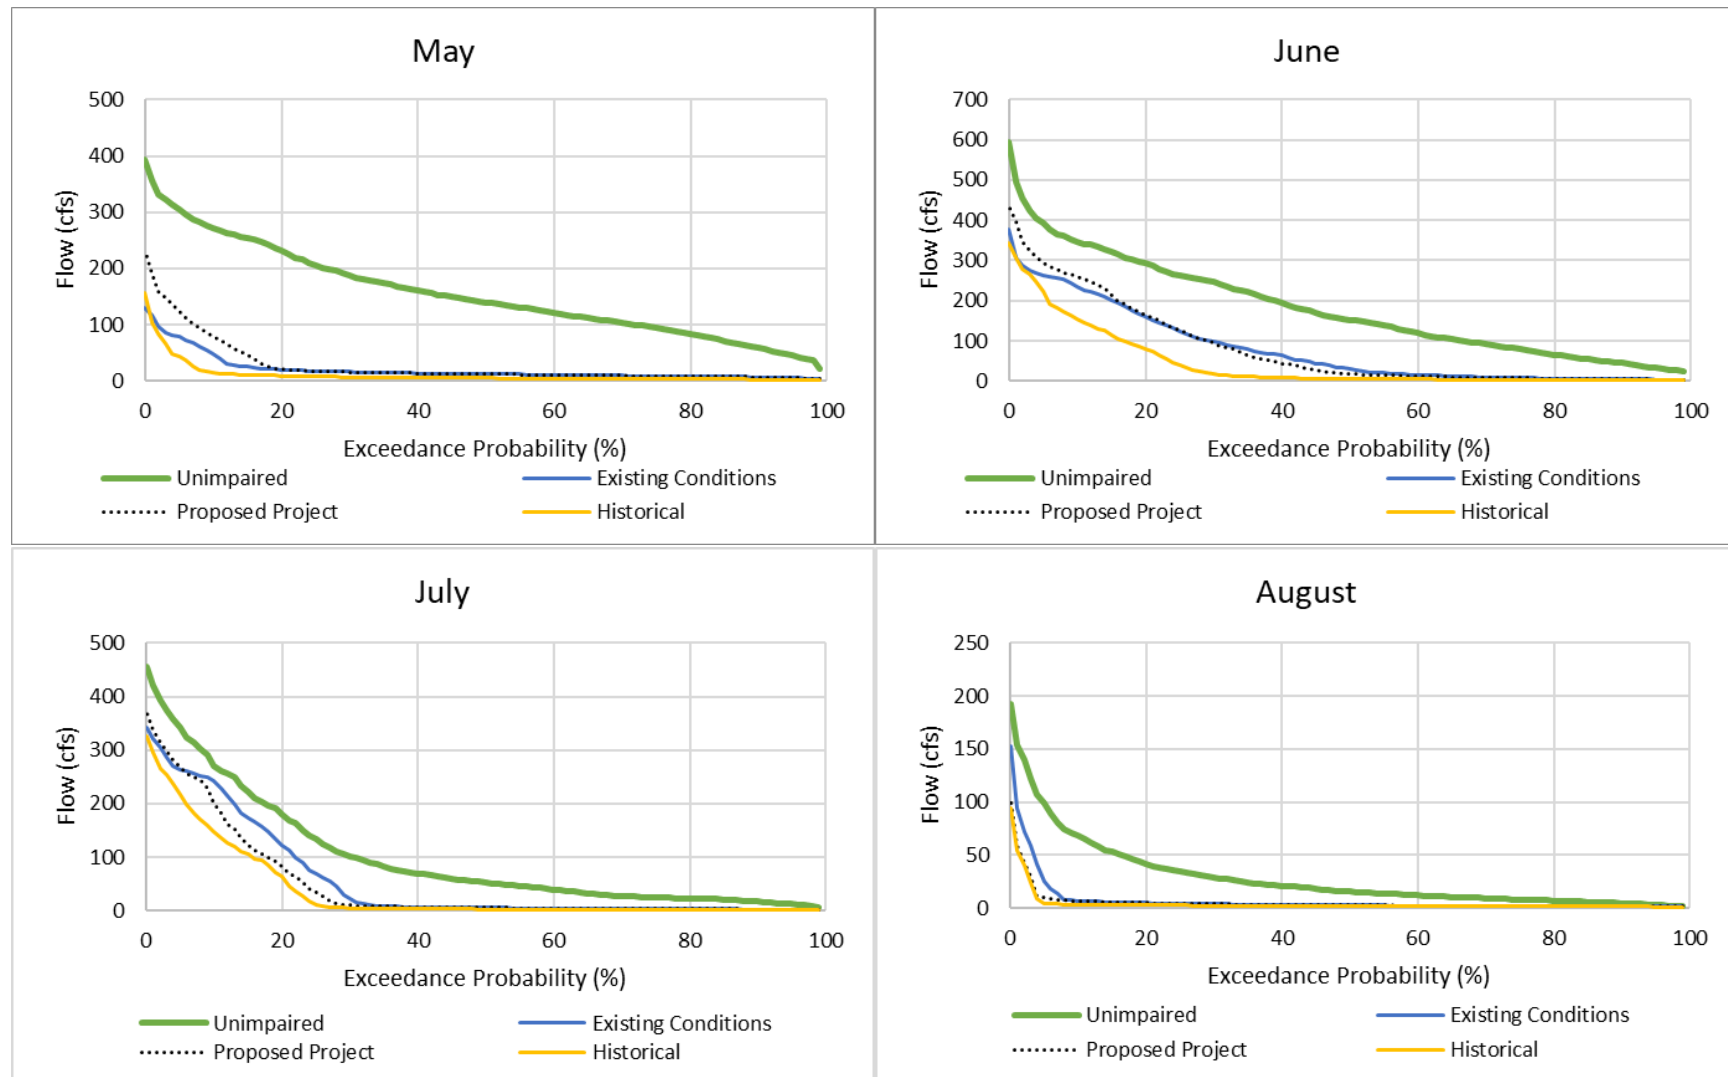 May
500
400
300
200
100
0
Flow (cfs)
0 20 40 60 80 100
Exceedance Probability (%)
Unimpaired Existing Conditions
Proposed Project Historical
June
700
600
500
400
300
200
100
0
Flow (cfs)
0 20 40 60 80 100
Exceedance Probability (%)
Unimpaired Existing Conditions
Proposed Project Historical
July
500
400
300
200
100
0
Flow (cfs)
0 20 40 60 80 100
Exceedance Probability (%)
Unimpaired Existing Conditions
Proposed Project Historical
August
250
200
150
100
50
0
Flow (cfs)
0 20 40 60 80 100
Exceedance Probability (%)
Unimpaired Existing Conditions
Proposed Project Historical